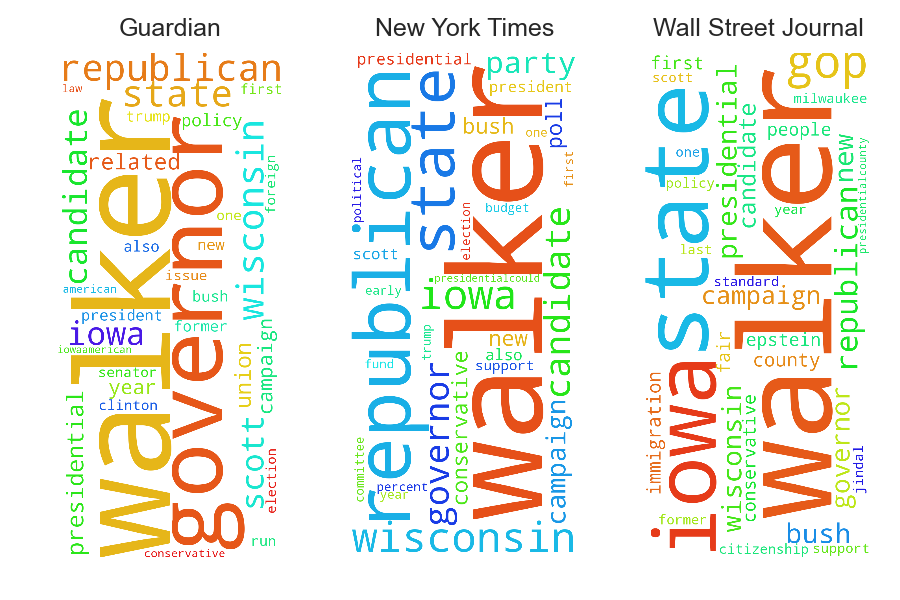 Guardian
republican
law
state
first
trump
policy
candidate
related
walker
governor
wisconsin
foreign
one
also
new
issue
american
bush
president
iowa
former
iowaamerican
senator
year
clinton
union
campaign
presidential
scott
election
run
conservative
New York Times
presidential
party
president
republican
state
walker
bush
one
poll
first
political
election
budget
scott
candidate
presidentialcould
early
iowa
trump
new
also
support
fund
governor
conservative
campaign
committee
percent
year
wisconsin
Wall Street Journal
first
scott
gop
milwaukee
state
presidential
candidate
people
walker
one
policy
year
new
republican
presidentialcounty
last
standard
campaign
epstein
county
fair
iowa
immigration
wisconsin
conservative
governor
jindal
former
bush
citizenship
support